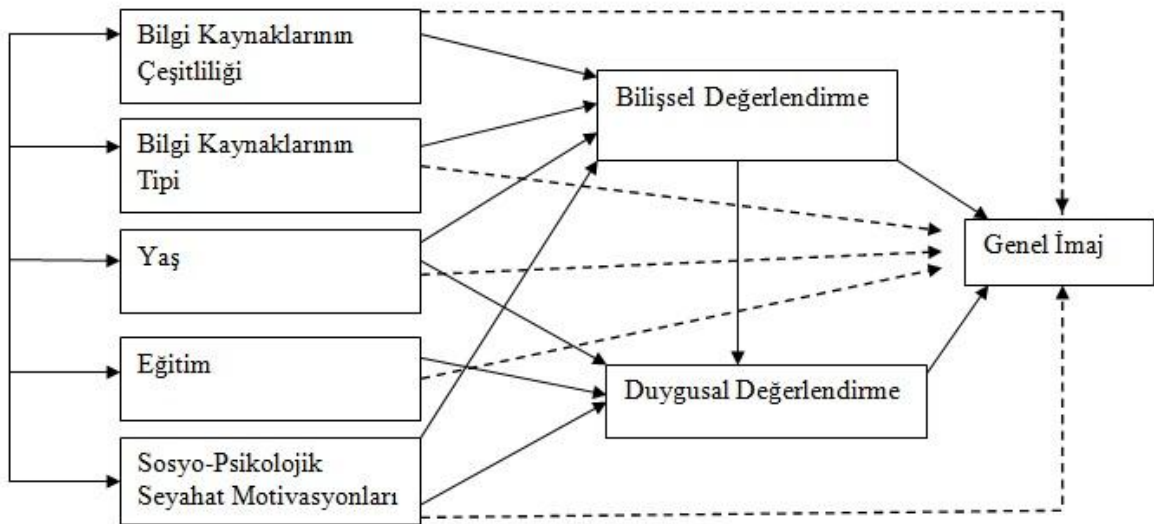 Bilgi Kaynaklarının
Çeşitliliği
Bilgi Kaynaklarının
Tipi
Yaş
Eğitim
Sosyo-Psikolojik
Seyahat Motivasyonları
Bilişsel Değerlendirme
Duygusal Değerlendirme
Genel İmaj